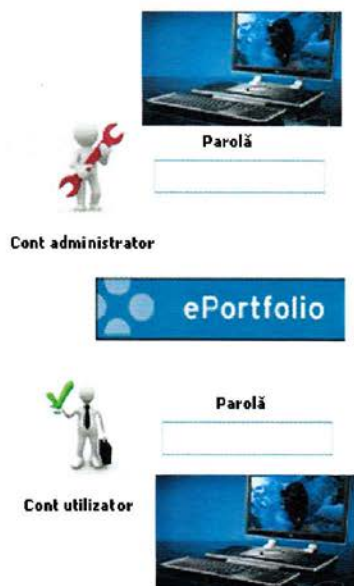 Parolă
Cont administrator
ePortfolio
Parolă
Cont utilizator